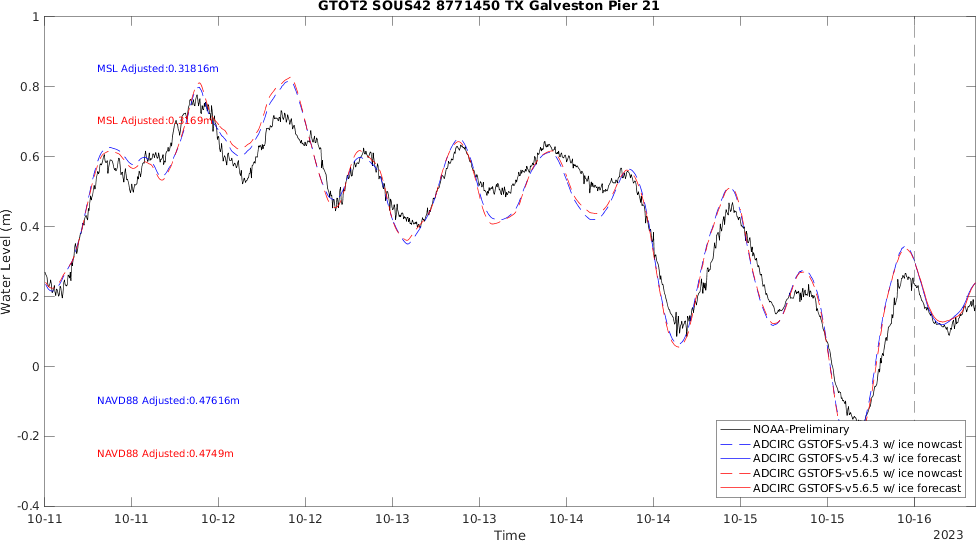 GTOT2 SOUS42 8771450 TX Galveston Pier 21
1
0.8
0.6
0.4
0.2
0
-0.2
-0.4
Water Level (m)
MSL Adjusted:0.31816m
MSL Adjusted:0.3169m
NAVD88 Adjusted:0.47616m
NAVD88 Adjusted:0.4749m
NOAA-Preliminary
ADCIRC GSTOFS-v5.4.3 w/ ice nowcast
ADCIRC GSTOFS-v5.4.3 w/ ice forecast
ADCIRC GSTOFS-v5.6.5 w/ ice nowcast
ADCIRC GSTOFS-v5.6.5 w/ ice forecast
10-11 10-11 10-12 10-12 10-13 10-13 10-14 10-14 10-15 10-15 10-16
Time
2023